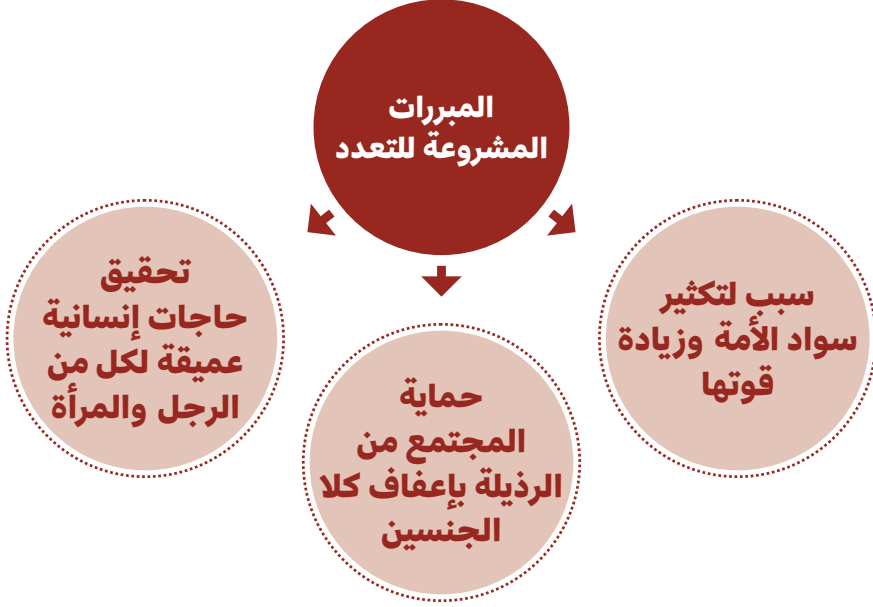 المبررات
المشروعة للتعدد
سبب لتكثير
سواد الأمة وزيادة
قوتها
حماية
المجتمع من
الرذيلة بإعفاف كلا
الجنسين
تحقيق
حاجات إنسانية
عميقة لكل من
الرجل والمرأة